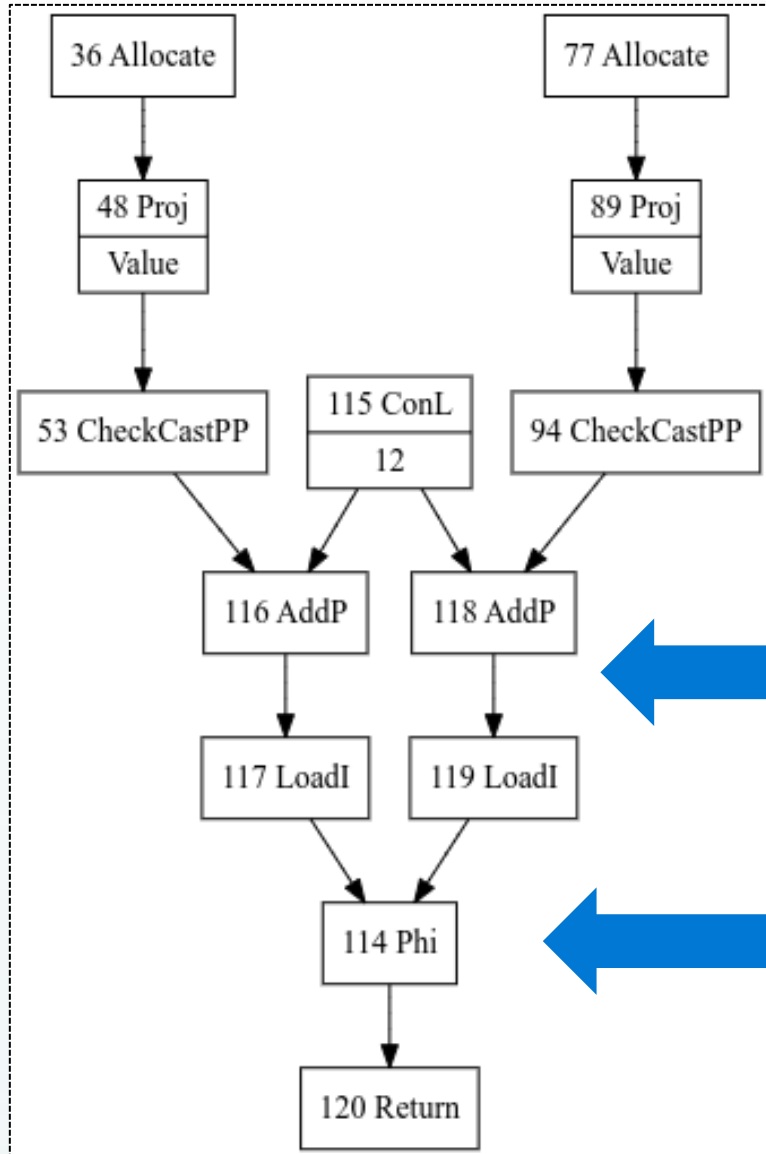 36 Allocate
77 Allocate
48 Proj
Value
89 Proj
Value
53 CheckCastPP
115 ConL
12
94 CheckCastPP
116 AddP
118 AddP
117 LoadI
119 LoadI
114 Phi
120 Return